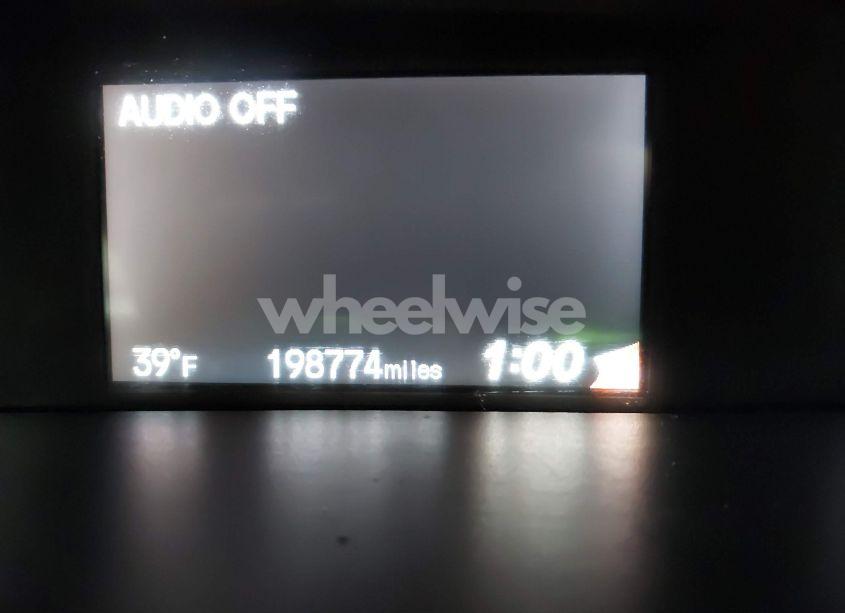 AUDIO OFF
wheelwise
39°F 198774miles 1:00